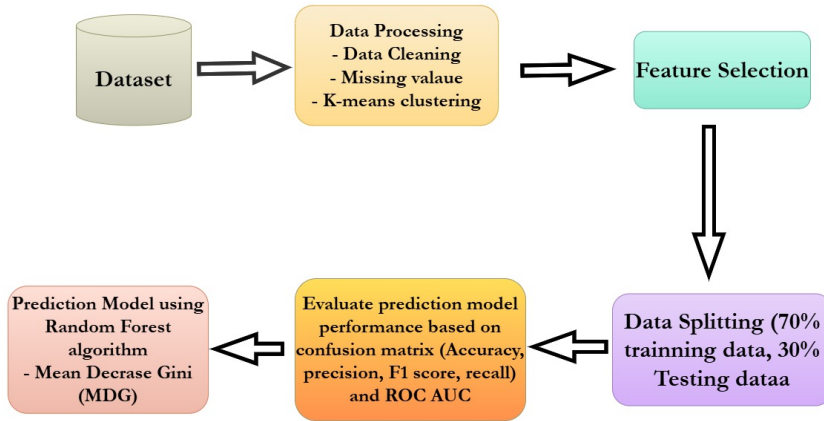 Dataset
Data Processing
- Data Cleaning
- Missing valaue
- K-means clustering
Feature Selection
Data Splitting (70%
trainning data, 30%
Testing dataa
Evaluate prediction model
performance based on
confusion matrix (Accuracy,
precision, F1 score, recall)
and ROC AUC
Prediction Model using
Random Forest
algorithm
- Mean Decrase Gini
(MDG)